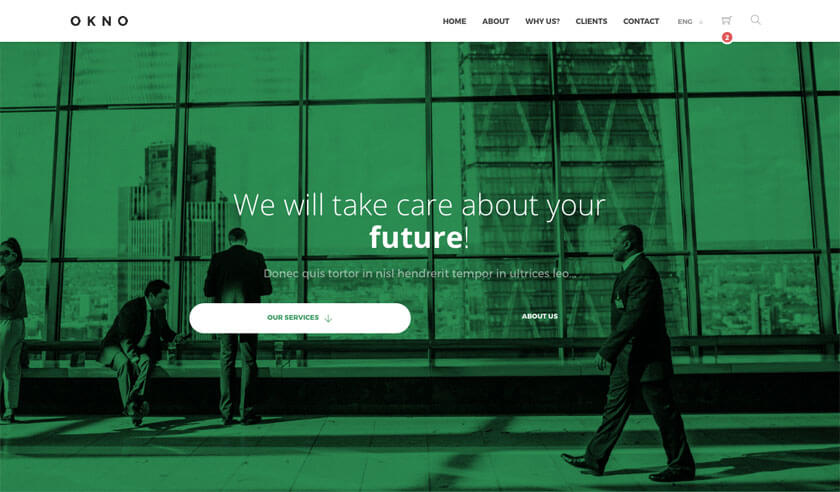 OKNO
HOME ABOUT WHY US? CLIENTS CONTACT ENG
2
We will take care about your
future!
Donec quis tortor in nisl hendrerit tempor in ultrices leo...
OUR SERVICES
ABOUT US